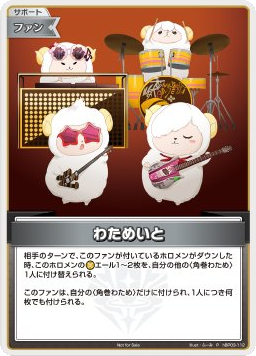 サポート
ファン
わためいと
相手のターンで、このファンが付いているホロメンがダウンした
時、このホロメンのエール1~2枚を、自分の他の〈角巻わため〉
1人に付け替えられる。
このファンは、自分の〈角巻わため〉だけに付けられ、1人につき何
枚でも付けられる。
Not for Sale